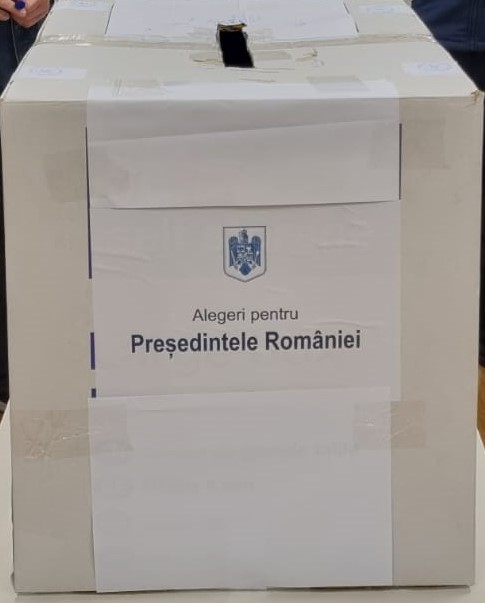 Alegeri pentru
Președintele României